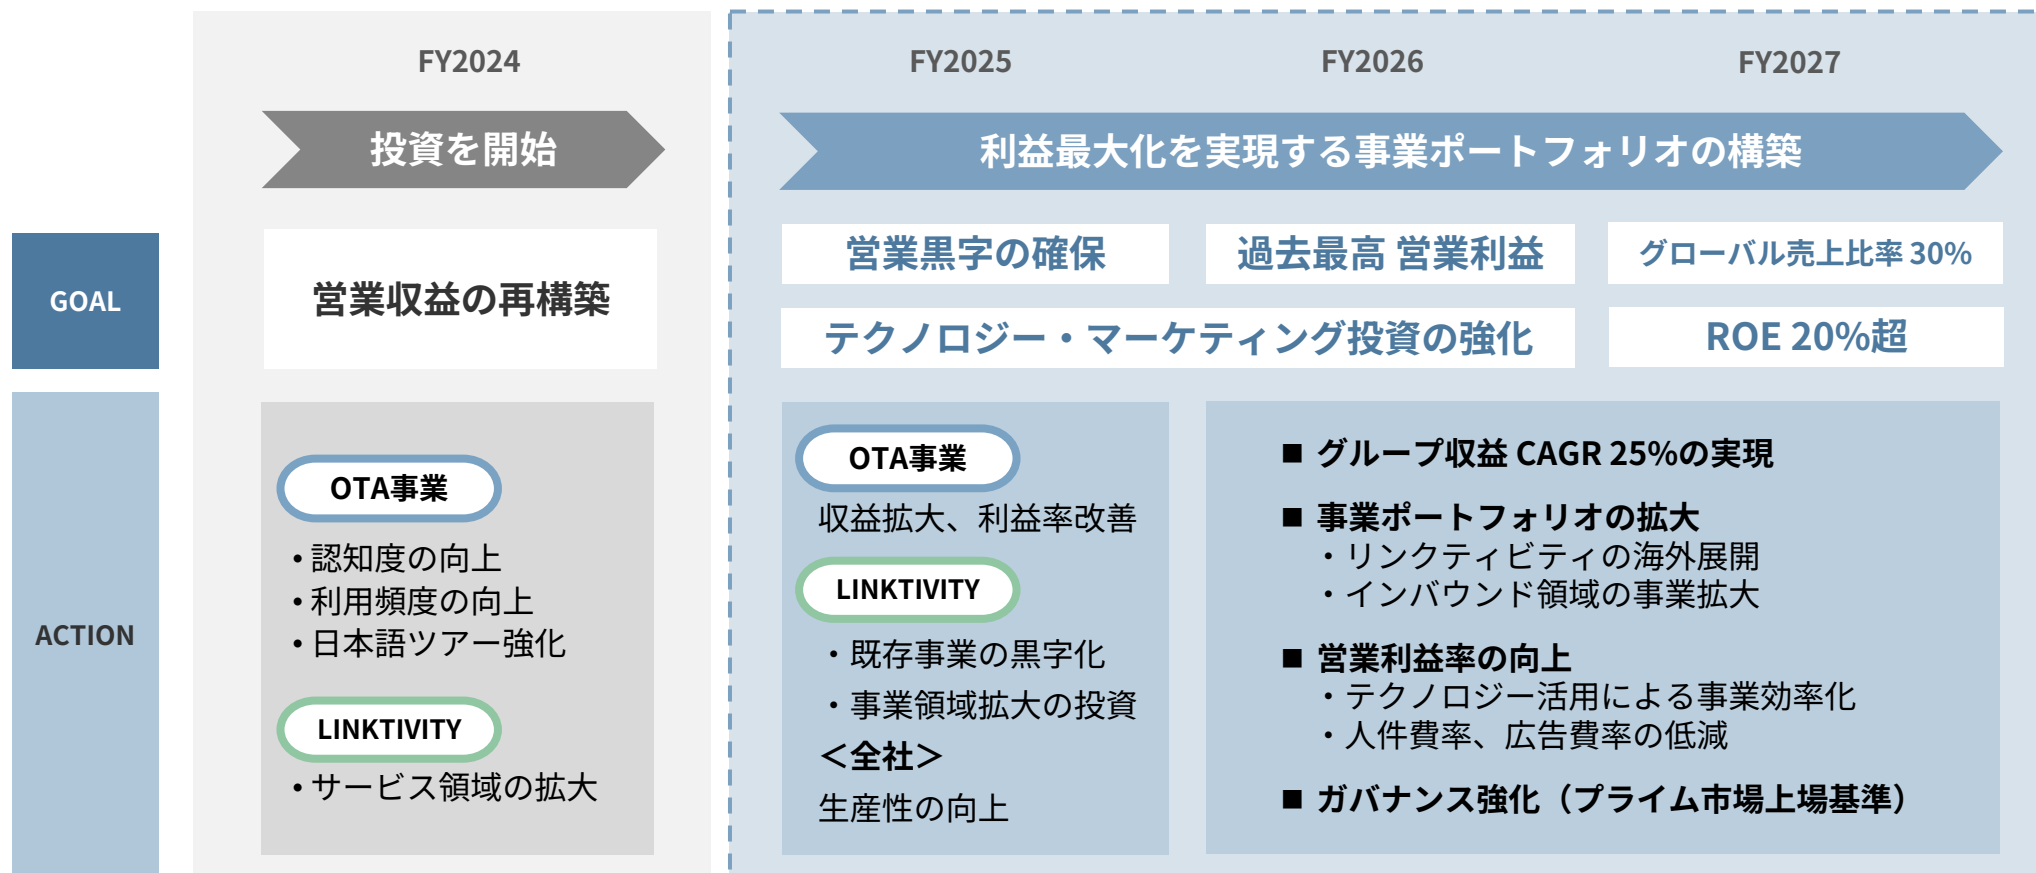 FY2024
FY2025
FY2026
FY2027
投資を開始
利益最大化を実現する事業ポートフォリオの構築
GOAL
営業収益の再構築
営業黒字の確保
過去最高 営業利益
グローバル売上比率 30%
テクノロジー・マーケティング投資の強化
ROE 20%超
ACTION
OTA事業
•認知度の向上
•利用頻度の向上
•日本語ツアー強化
LINKTIVITY
•サービス領域の拡大
OTA事業
収益拡大、利益率改善
LINKTIVITY
・既存事業の黒字化
・事業領域拡大の投資
＜全社＞
生産性の向上
■ グループ収益 CAGR 25%の実現
■ 事業ポートフォリオの拡大
・リンクティビティの海外展開
・インバウンド領域の事業拡大
■ 営業利益率の向上
・テクノロジー活用による事業効率化
・人件費率、広告費率の低減
■ ガバナンス強化（プライム市場上場基準）